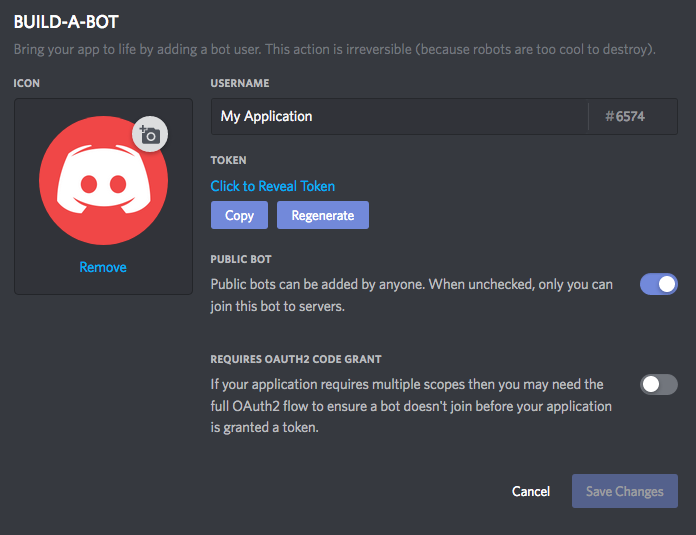 BUILD-A-BOT
Bring your app to life by adding a bot user. This action is irreversible (because robots are too cool to destroy).
ICON
Remove
USERNAME
My Application
#6574
TOKEN
Click to Reveal Token
Copy
Regenerate
PUBLIC BOT
Public bots can be added by anyone. When unchecked, only you can
join this bot to servers.
REQUIRES OAUTH2 CODE GRANT
If your application requires multiple scopes then you may need the
full OAuth2 flow to ensure a bot doesn't join before your application
is granted a token.
Cancel
Save Changes